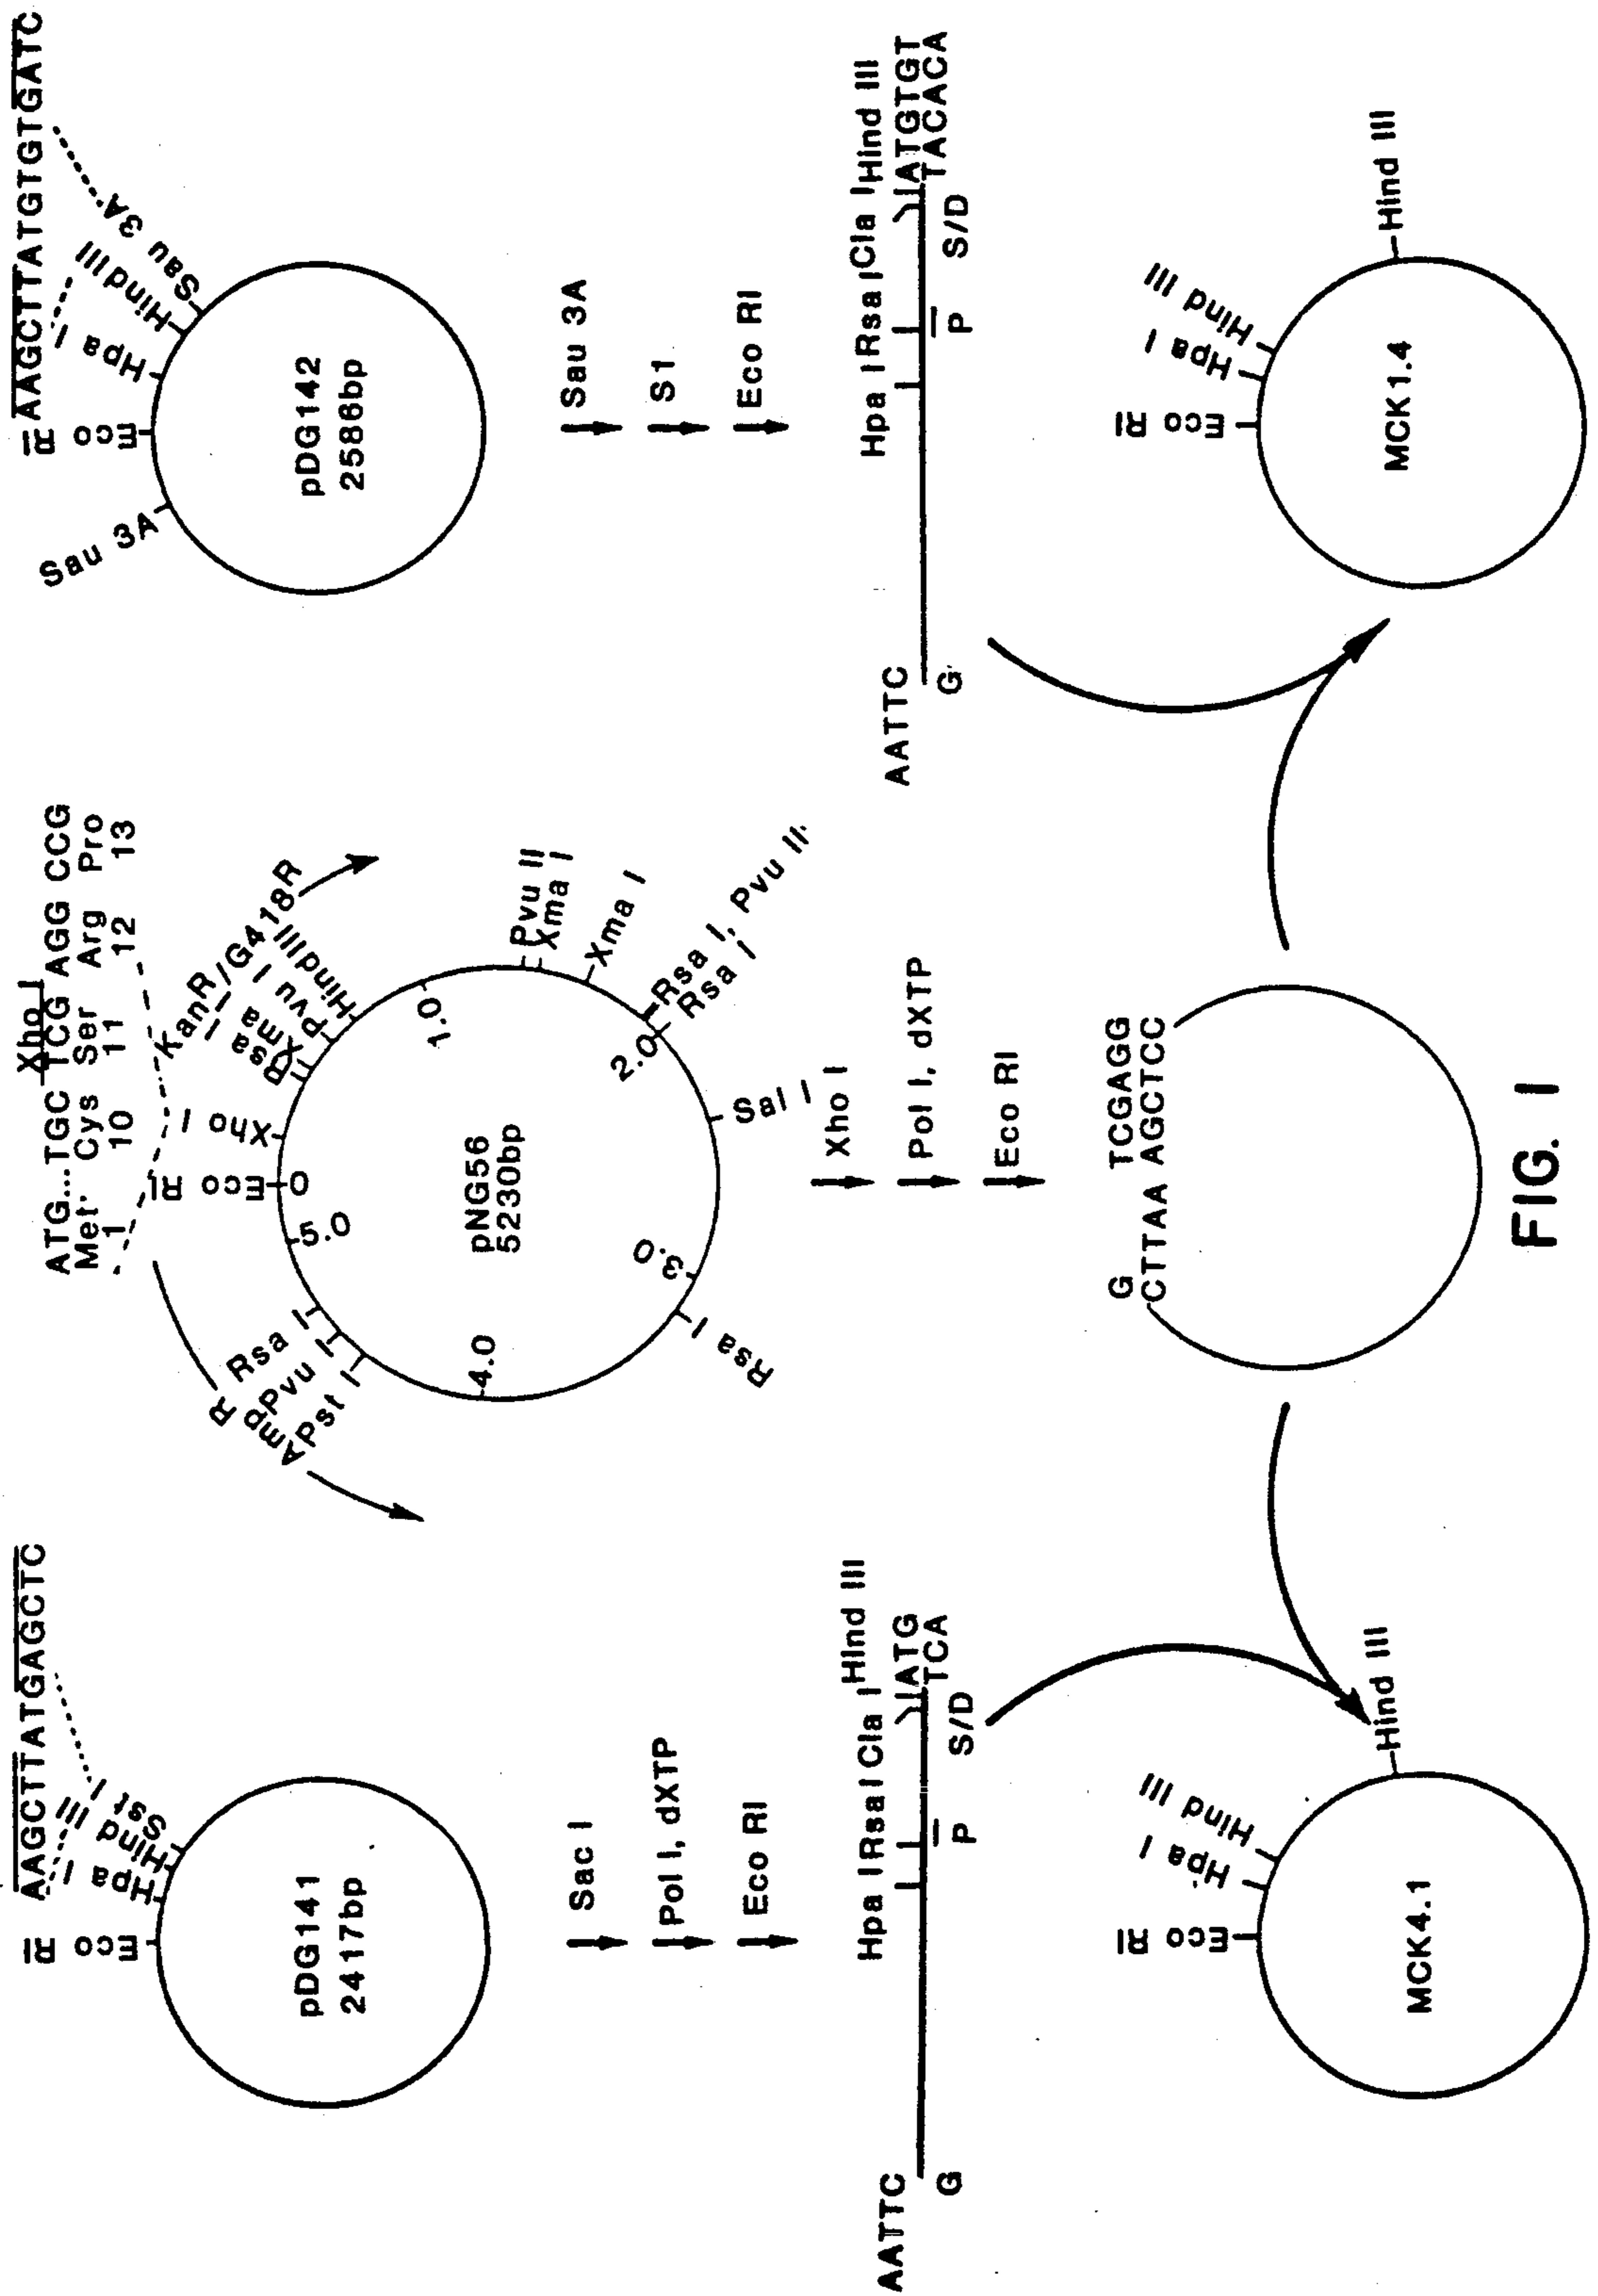 AAGCTTATGAGCTC
Eco RI
Hpa I
Hind III
Sst I
pDG141
2417bp
Sac I
Pol I, dXTP
Eco RI
Hpa I
Rsa I
Cla I
HInd III
AATTC
ATG
G
TCA
P
S/D
Eco RI
Hpa I
Hind III
Hind III
MCK4.1
Xho I
ATG...TGC TCG AGG CCG
Met Cys Ser Arg Pro
1 10 11 12 13
AmpR
KanR/G418R
Pst I
Pvu I
Rsa I
Eco RI
Xho I
Rsa I
Xma I
Pvu I
HindIII
Pvu II
Xma I
Xma I
Rsa I, Pvu II
Rsa I
Sal I
Rsa I
0
1.0
2.0
3.0
4.0
5.0
pNG56
5230bp
Xho I
Pol I, dXTP
Eco RI
G TCGAGG
CTTAA AGCTCC
AAGCTTATGTGTGATC
Sau 3A
Eco RI
Hpa I
HindIII
Sau 3A
pDG142
2586bp
Sau 3A
S1
Eco RI
Hpa I
Rsa I
Cla I
Hind III
AATTC
ATGTGT
G
TACACA
P
S/D
Eco RI
Hpa I
Hind III
Hind III
MCK1.4
FIG. 1